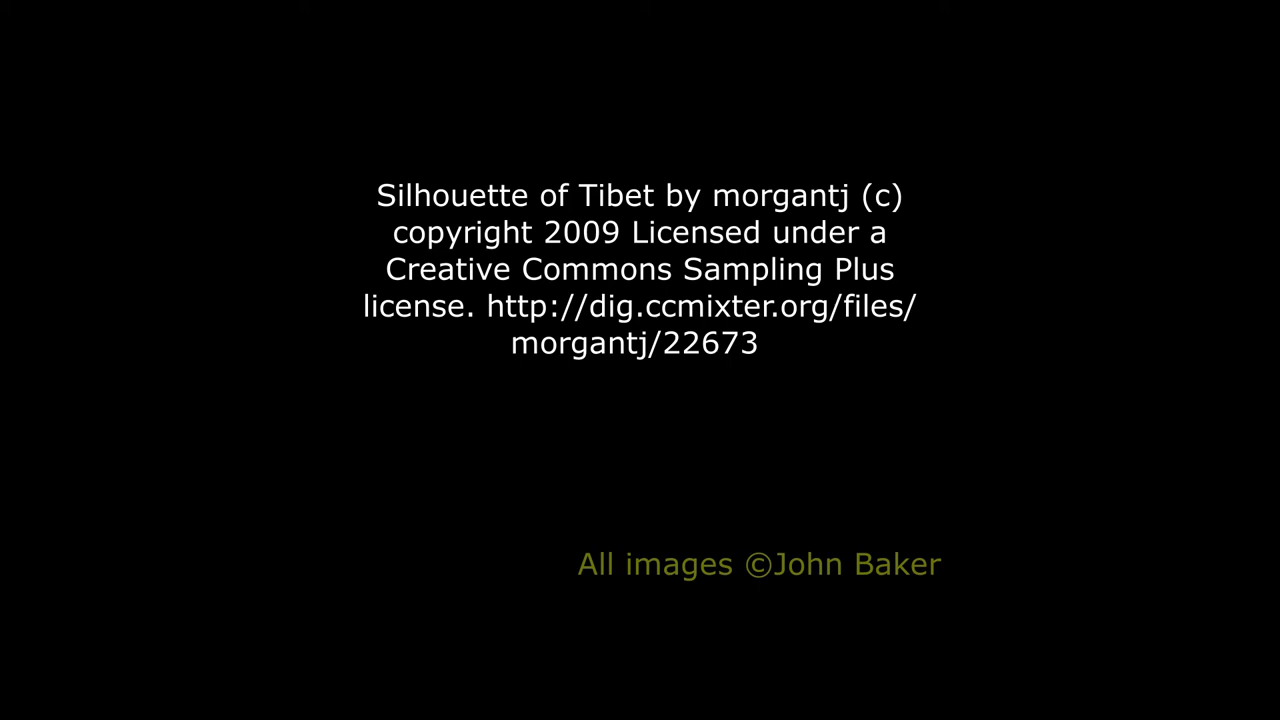 Silhouette of Tibet by morgantj (c)
copyright 2009 Licensed under a
Creative Commons Sampling Plus
license. http://dig.ccmixter.org/files/
morgantj/22673
All images ©John Baker